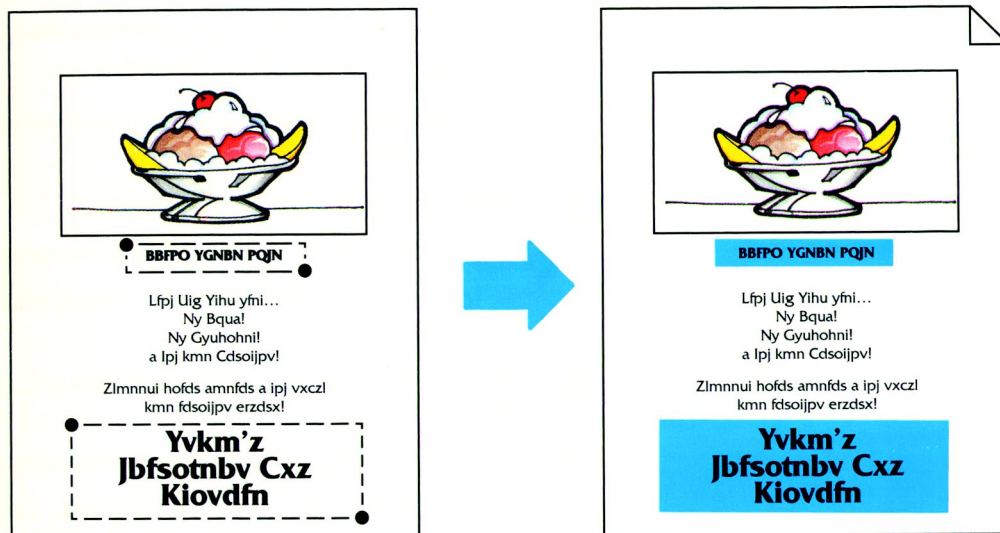 BBFPO YGNBN PQJN
Lfpj Uig Yihu yfni…
Ny Bqua!
Ny Gyuhohni!
a Ipj kmn Cdsoijpv!
Zlmnnui hofds amnfds a ipj vxczl
kmn fdsoijpv erzdsx!
Yvkm’z
Jbfsotnbv Cxz
Kiovdfn
BBFPO YGNBN PQJN
Lfpj Uig Yihu yfni…
Ny Bqua!
Ny Gyuhohni!
a Ipj kmn Cdsoijpv!
Zlmnnui hofds amnfds a ipj vxczl
kmn fdsoijpv erzdsx!
Yvkm’z
Jbfsotnbv Cxz
Kiovdfn